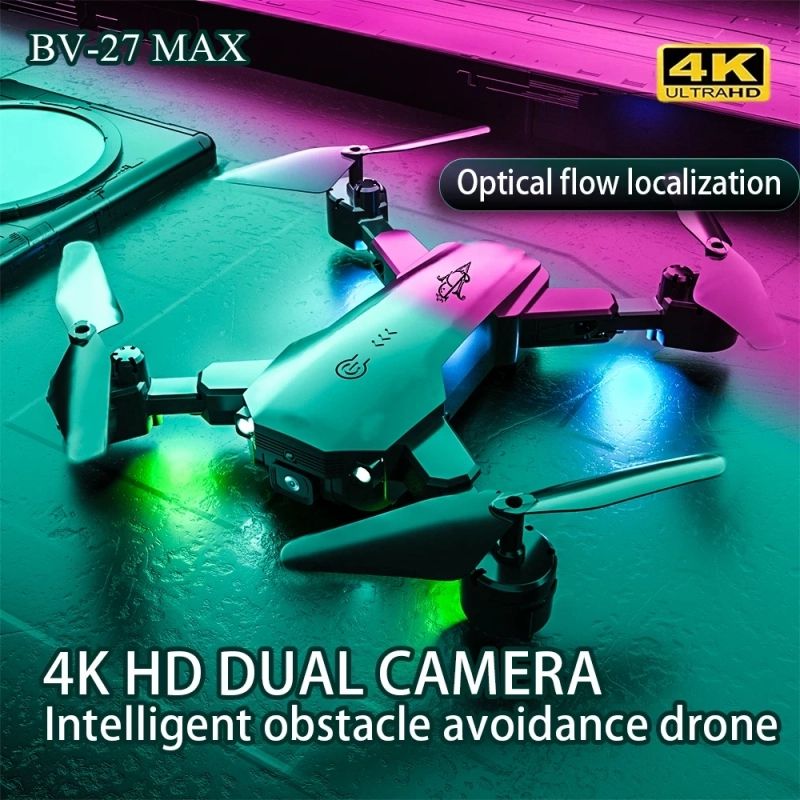 BV-27 MAX
4K
ULTRAHD
Optical flow localization
4K HD DUAL CAMERA
Intelligent obstacle avoidance drone